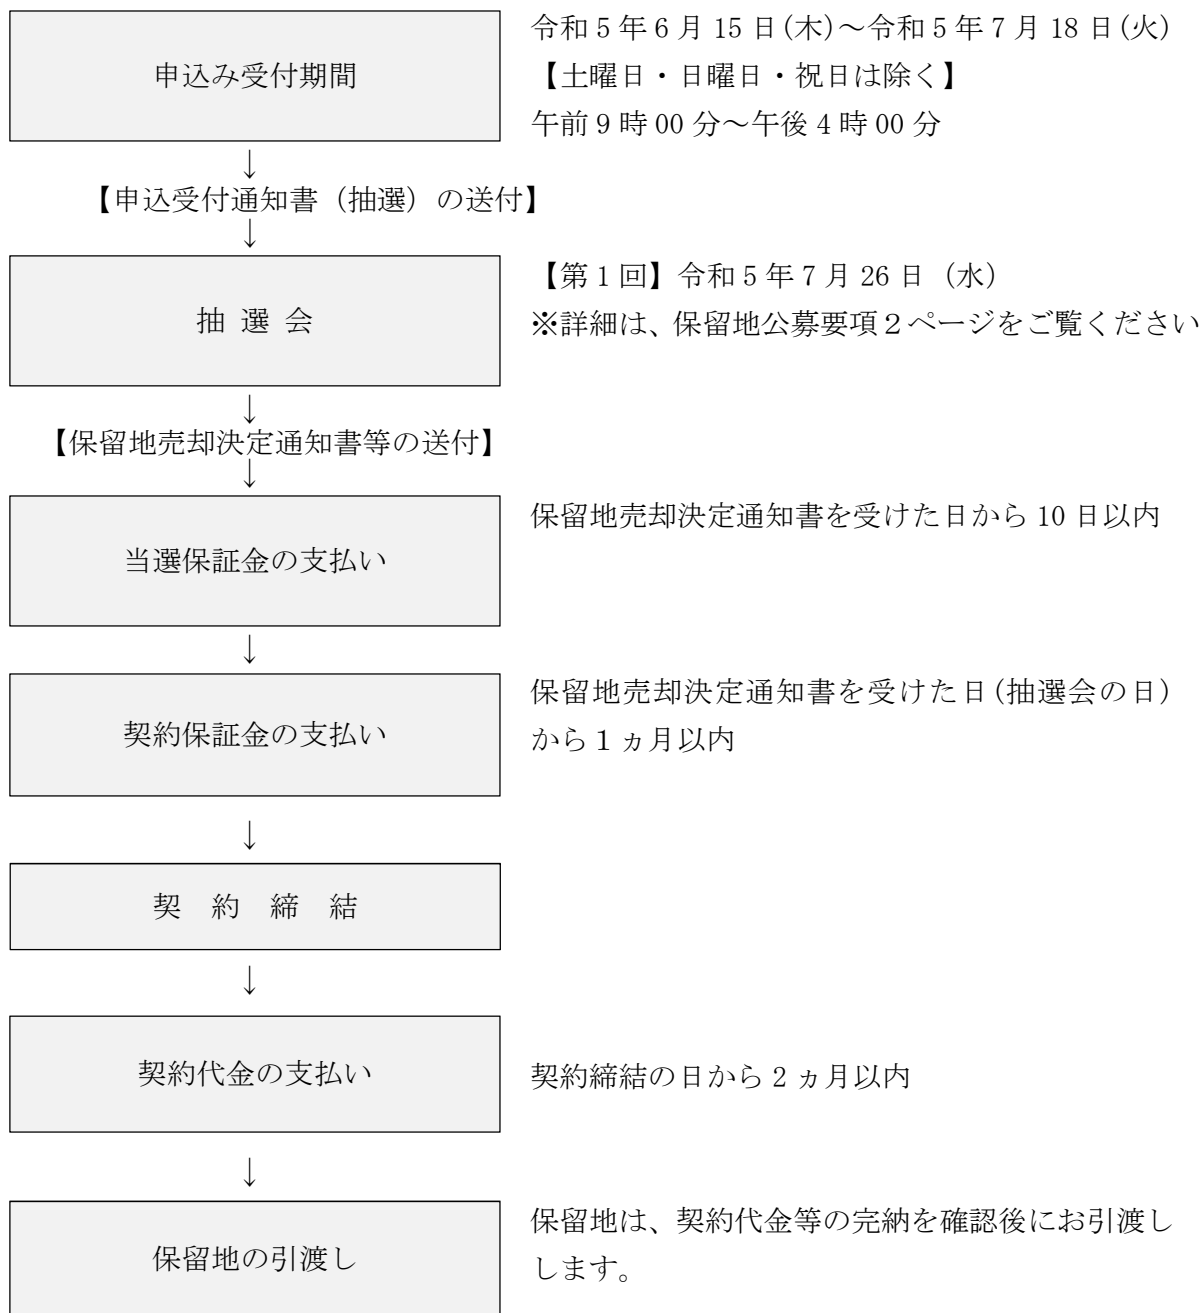 申込み受付期間
令和5年6月15日(木)～令和5年7月18日(火)
【土曜日・日曜日・祝日は除く】
午前9時00分～午後4時00分
↓
【申込受付通知書（抽選）の送付】
↓
抽 選 会
【第1回】令和5年7月26日（水）
※詳細は、保留地公募要項２ページをご覧ください
↓
【保留地売却決定通知書等の送付】
↓
当選保証金の支払い
保留地売却決定通知書を受けた日から10日以内
↓
契約保証金の支払い
保留地売却決定通知書を受けた日(抽選会の日)
から１ヵ月以内
↓
契　約　締　結
↓
契約代金の支払い
契約締結の日から2ヵ月以内
↓
保留地の引渡し
保留地は、契約代金等の完納を確認後にお引渡し
します。